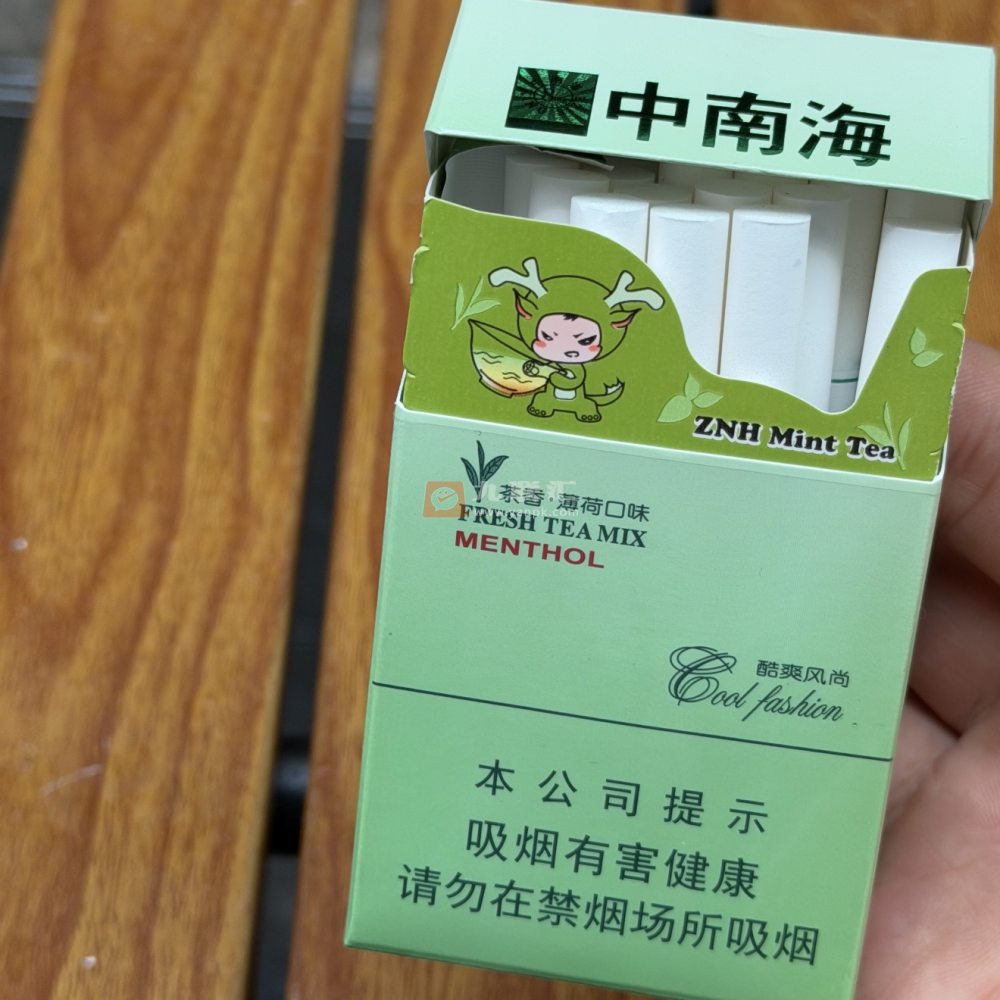 中南海
ZNH Mint Tea
茶香·薄荷口味
FRESH TEA MIX
MENTHOL
酷爽风尚
Cool fashion
本公司提示
吸烟有害健康
请勿在禁烟场所吸烟